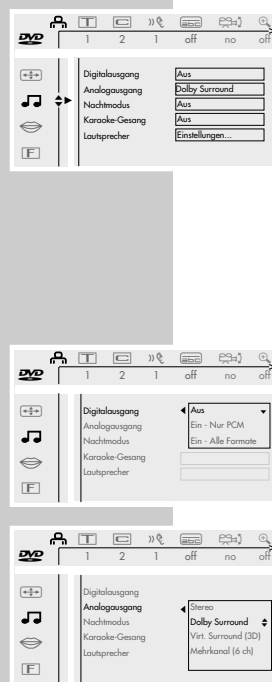 T C abc
DVD 1 2 1 off no off
Digitalausgang Aus
Analogausgang Dolby Surround
Nachtmodus Aus
Karaoke-Gesang Aus
Lautsprecher Einstellungen...
F
T C abc
DVD 1 2 1 off no off
Digitalausgang Aus
Analogausgang Ein - Nur PCM
Nachtmodus Ein - Alle Formate
Karaoke-Gesang
Lautsprecher
F
T C abc
DVD 1 2 1 off no off
Digitalausgang
Analogausgang Stereo
Nachtmodus Dolby Surround
Karaoke-Gesang Virt. Surround (3D)
Lautsprecher Mehrkanal (6 ch)
F